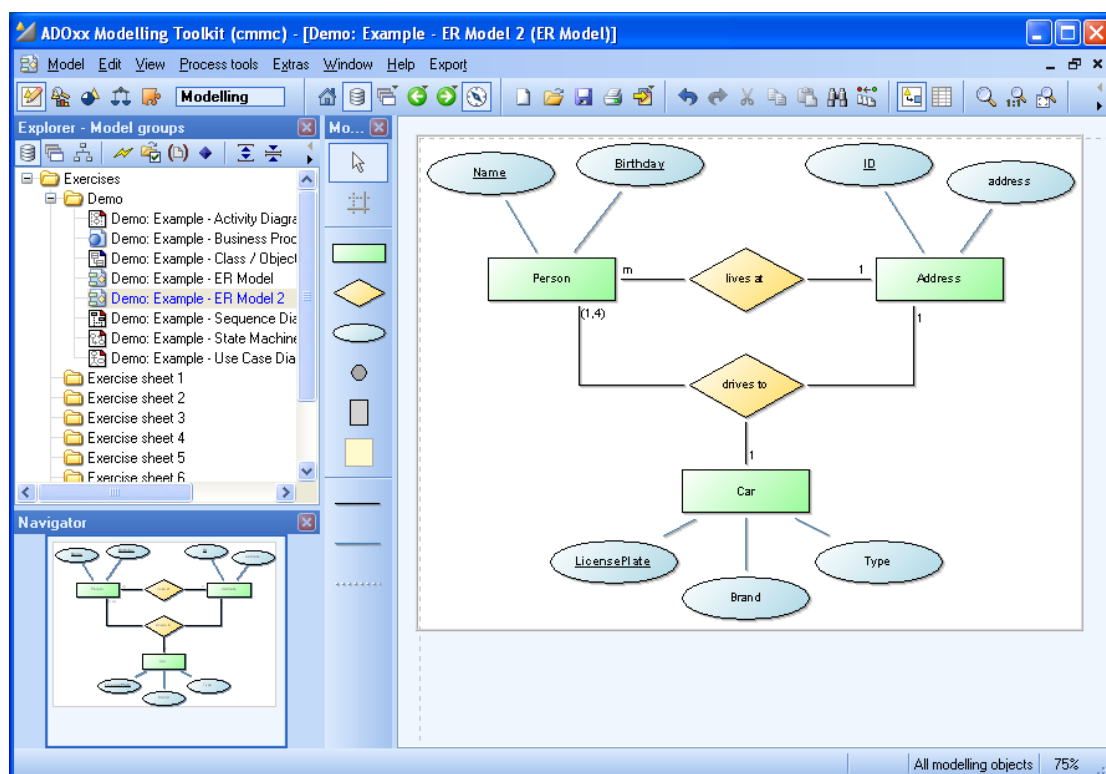 ADOxx Modelling Toolkit (cmmc) - [Demo: Example - ER Model 2 (ER Model)]
Model Edit View Process tools Extras Window Help Export
Modelling
1:1
Explorer - Model groups
Mo...
Exercises
Demo
Demo: Example - Activity Diagra
Demo: Example - Business Proc
Demo: Example - Class / Object
Demo: Example - ER Model
Demo: Example - ER Model 2
Demo: Example - Sequence Dia
Demo: Example - State Machine
Demo: Example - Use Case Dia
Exercise sheet 1
Exercise sheet 2
Exercise sheet 3
Exercise sheet 4
Exercise sheet 5
Exercise sheet 6
Navigator
Name
Birthday
ID
address
Person
m
lives at
1
Address
(1,4)
1
drives to
1
Car
LicensePlate
Brand
Type
All modelling objects 75%